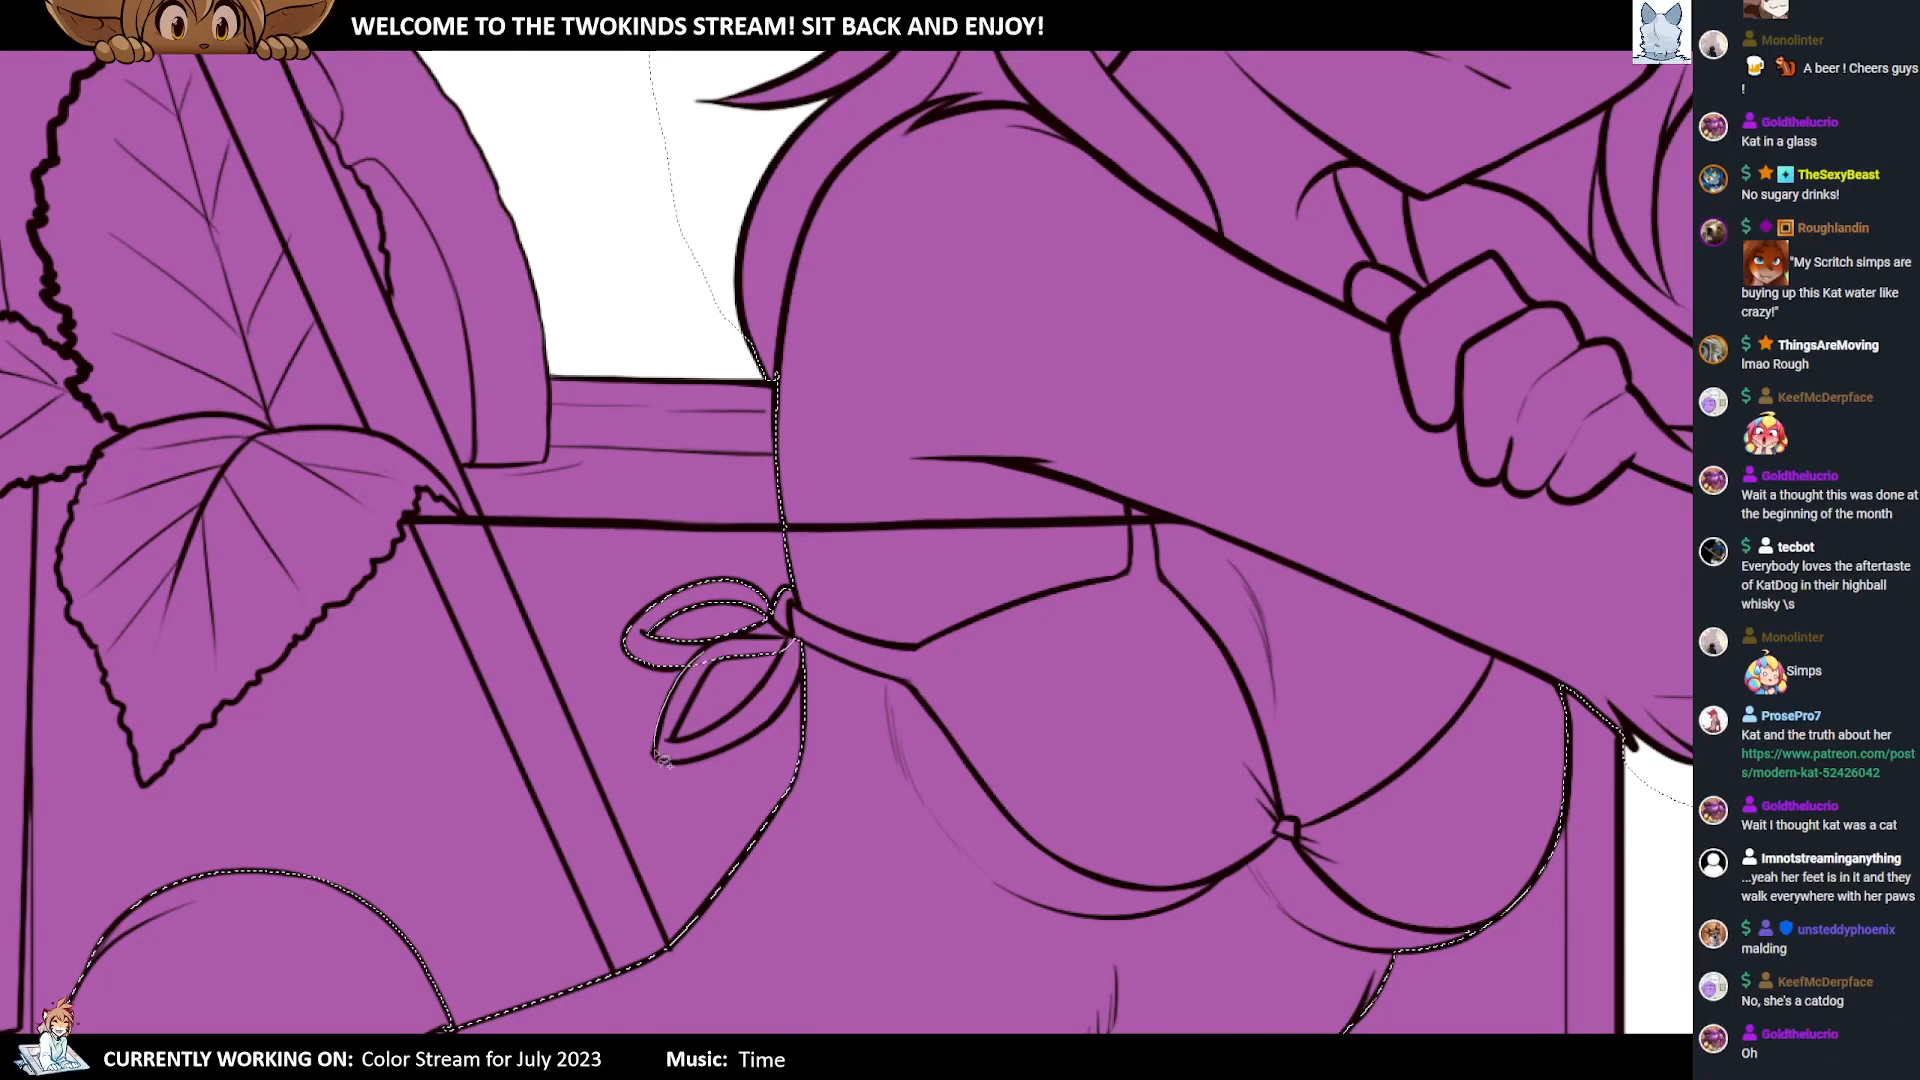 WELCOME TO THE TWOKINDS STREAM! SIT BACK AND ENJOY!
Monolinter
A beer ! Cheers guys
!
Goldthelucrio
Kat in a glass
TheSexyBeast
No sugary drinks!
Roughlandin
"My Scritch simps are
buying up this Kat water like
crazy!"
ThingsAreMoving
lmao Rough
KeefMcDerpface
Goldthelucrio
Wait a thought this was done at
the beginning of the month
tecbot
Everybody loves the aftertaste
of KatDog in their highball
whisky \s
Monolinter
Simps
ProsePro7
Kat and the truth about her
https://www.patreon.com/post
s/modern-kat-52426042
Goldthelucrio
Wait I thought kat was a cat
Imnotstreaminganything
...yeah her feet is in it and they
walk everywhere with her paws
unsteddyphoenix
malding
KeefMcDerpface
No, she's a catdog
Goldthelucrio
Oh
CURRENTLY WORKING ON: Color Stream for July 2023
Music: Time